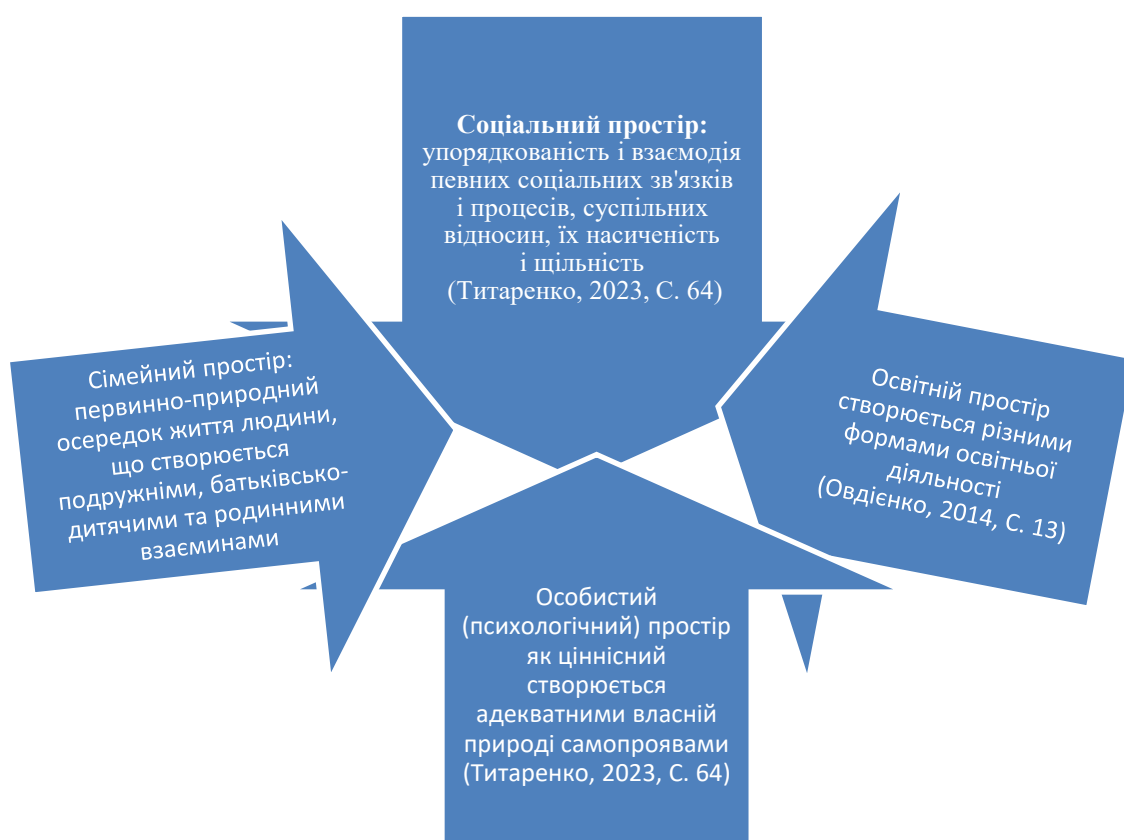 Соціальний простір:
упорядкованість і взаємодія
певних соціальних зв'язків
і процесів, суспільних
відносин, їх насиченість
і щільність
(Титаренко, 2023, С. 64)
Сімейний простір:
первинно-природний
осередок життя людини,
що створюється
подружніми, батьківсько-
дитячими та родинними
взаєминами
Освітній простір
створюється різними
формами освітньої
діяльності
(Овдієнко, 2014, С. 13)
Особистий
(психологічний) простір
як ціннісний
створюється
адекватними власній
природі самопроявами
(Титаренко, 2023, С. 64)